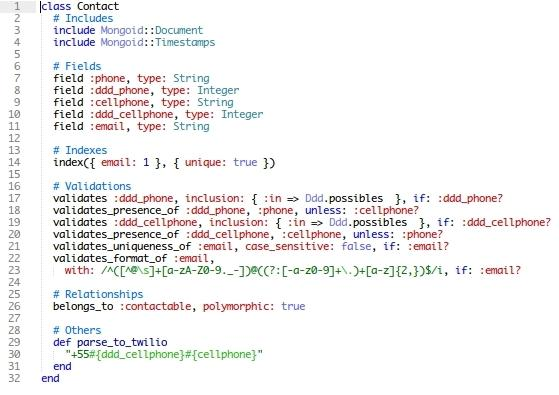 1 class Contact
2 # Includes
3 include Mongoid::Document
4 include Mongoid::Timestamps
5
6 # Fields
7 field :phone, type: String
8 field :ddd_phone, type: Integer
9 field :cellphone, type: String
10 field :ddd_cellphone, type: Integer
11 field :email, type: String
12
13 # Indexes
14 index({ email: 1 }, { unique: true })
15
16 # Validations
17 validates :ddd_phone, inclusion: { :in => Ddd.possibles }, if: :ddd_phone?
18 validates_presence_of :ddd_phone, :phone, unless: :cellphone?
19 validates :ddd_cellphone, inclusion: { :in => Ddd.possibles }, if: :ddd_cellphone?
20 validates_presence_of :ddd_cellphone, :cellphone, unless: :phone?
21 validates_uniqueness_of :email, case_sensitive: false, if: :email?
22 validates_format_of :email,
23 with: /^([^@\s]+[a-zA-Z0-9._-])@((?:[-a-z0-9]+\.)+[a-z]{2,})$/i, if: :email?
24
25 # Relationships
26 belongs_to :contactable, polymorphic: true
27
28 # Others
29 def parse_to_twilio
30 "+55#{ddd_cellphone}#{cellphone}"
31 end
32 end